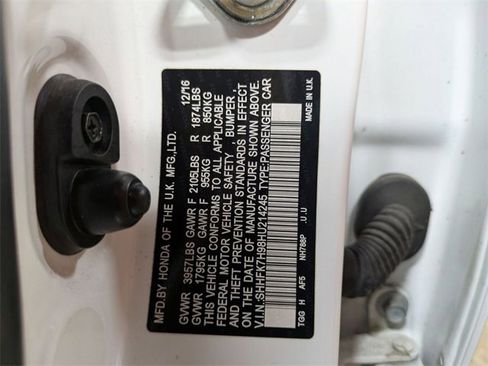 MFD.BY HONDA OF THE U.K. MFG.,LTD. 12/16
GVWR 3957LBS GAWR F 2105LBS R 1874LBS
GVWR 1795KG GAWR F 955KG R 850KG
THIS VEHICLE CONFORMS TO ALL APPLICABLE
FEDERAL MOTOR VEHICLE SAFETY, BUMPER,
AND THEFT PREVENTION STANDARDS IN EFFECT
ON THE DATE OF MANUFACTURE SHOWN ABOVE.
V.I.N.:SHHFK7H98HU214245 TYPE:PASSENGER CAR
TGG H AF5 NH788P .U .U MADE IN U.K.